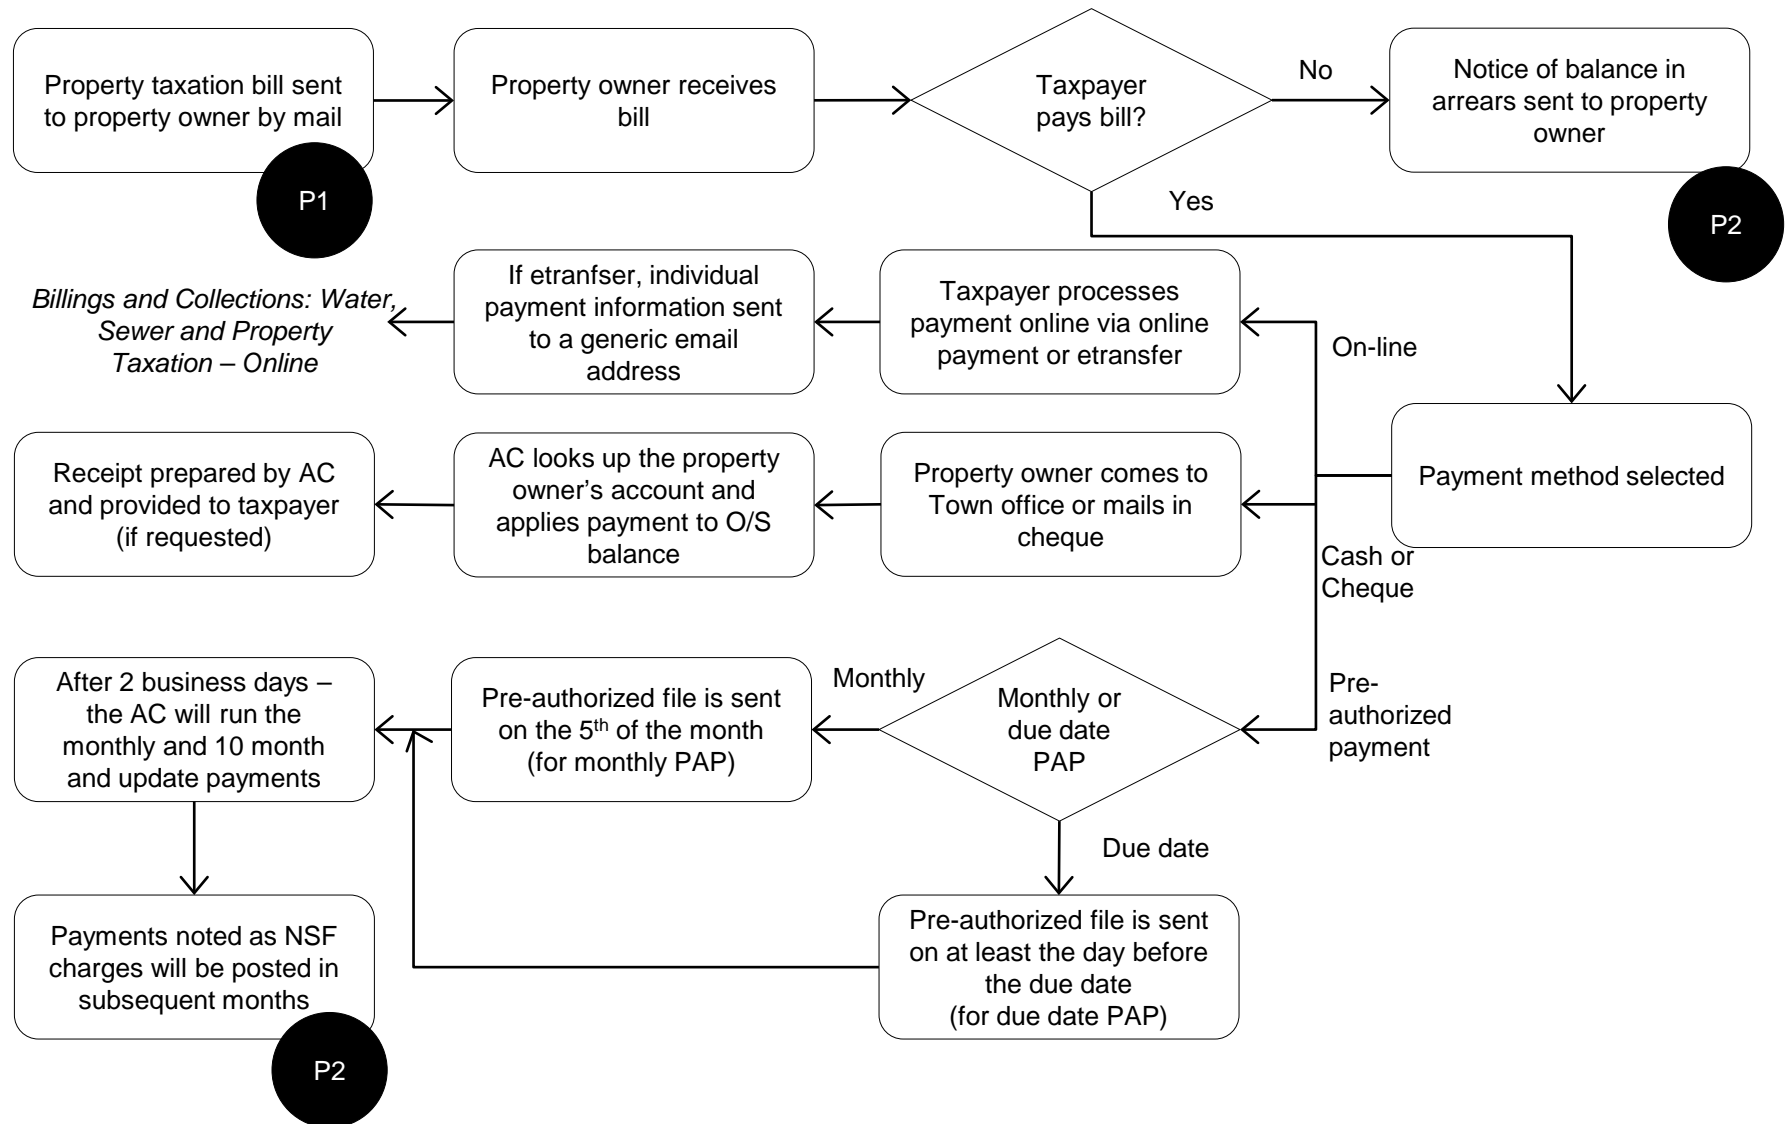 Property taxation bill sent
to property owner by mail
P1
Property owner receives
bill
Taxpayer
pays bill?
No
Notice of balance in
arrears sent to property
owner
P2
Yes
Billings and Collections: Water,
Sewer and Property
Taxation – Online
If etranfser, individual
payment information sent
to a generic email
address
Taxpayer processes
payment online via online
payment or etransfer
On-line
Payment method selected
Receipt prepared by AC
and provided to taxpayer
(if requested)
AC looks up the property
owner’s account and
applies payment to O/S
balance
Property owner comes to
Town office or mails in
cheque
Cash or
Cheque
After 2 business days –
the AC will run the
monthly and 10 month
and update payments
Pre-authorized file is sent
on the 5th of the month
(for monthly PAP)
Monthly
Monthly or
due date
PAP
Pre-
authorized
payment
Due date
Payments noted as NSF
charges will be posted in
subsequent months
P2
Pre-authorized file is sent
on at least the day before
the due date
(for due date PAP)